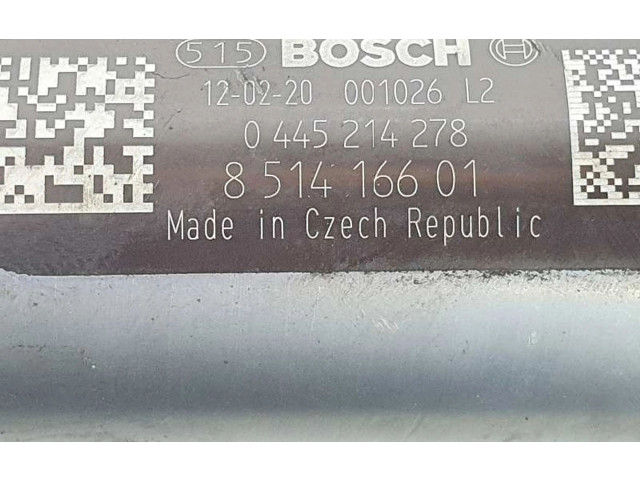 515 BOSCH
12-02-20 001026 L2
0 445 214 278
8 514 166 01
Made in Czech Republic